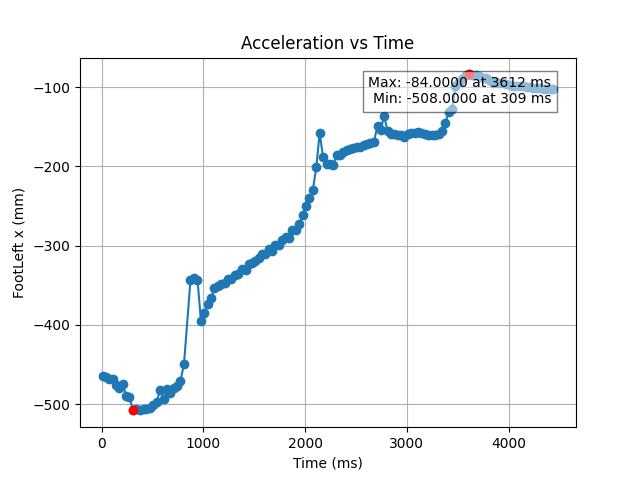 Acceleration vs Time
Max: -84.0000 at 3612 ms
Min: -508.0000 at 309 ms
FootLeft x (mm)
−100
−200
−300
−400
−500
0
1000
2000
3000
4000
Time (ms)